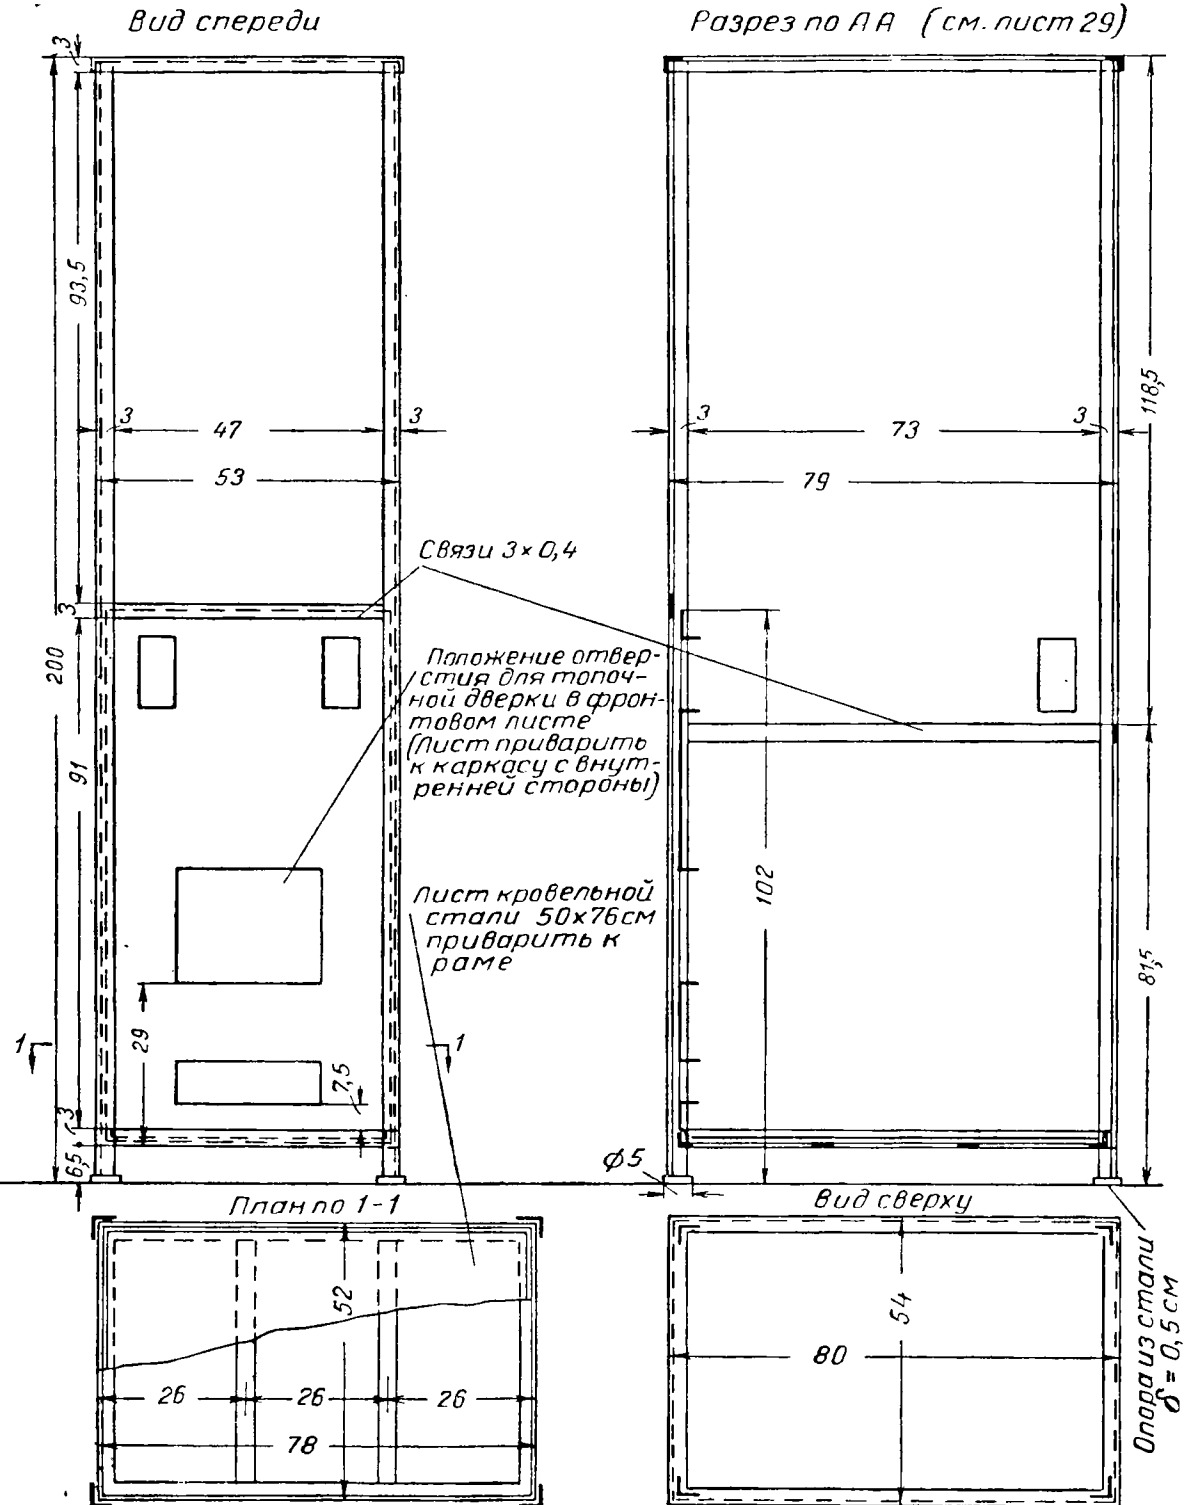 Вид спереди
Разрез по АА (см. лист 29)
3
93,5
118,5
3
47
3
3
73
3
53
79
Связи 3×0,4
3
200
Положение отвер-
стия для топоч-
ной дверки в фрон-
товом листе
(Лист приварить
к каркасу с внут-
ренней стороны)
91
102
Лист кровельной
стали 50×76см
приварить к
раме
81,5
1
29
1
7,5
3
6,5
ф5
План по 1-1
Вид сверху
52
54
80
26
26
26
78
Опора из стали
δ = 0,5 см